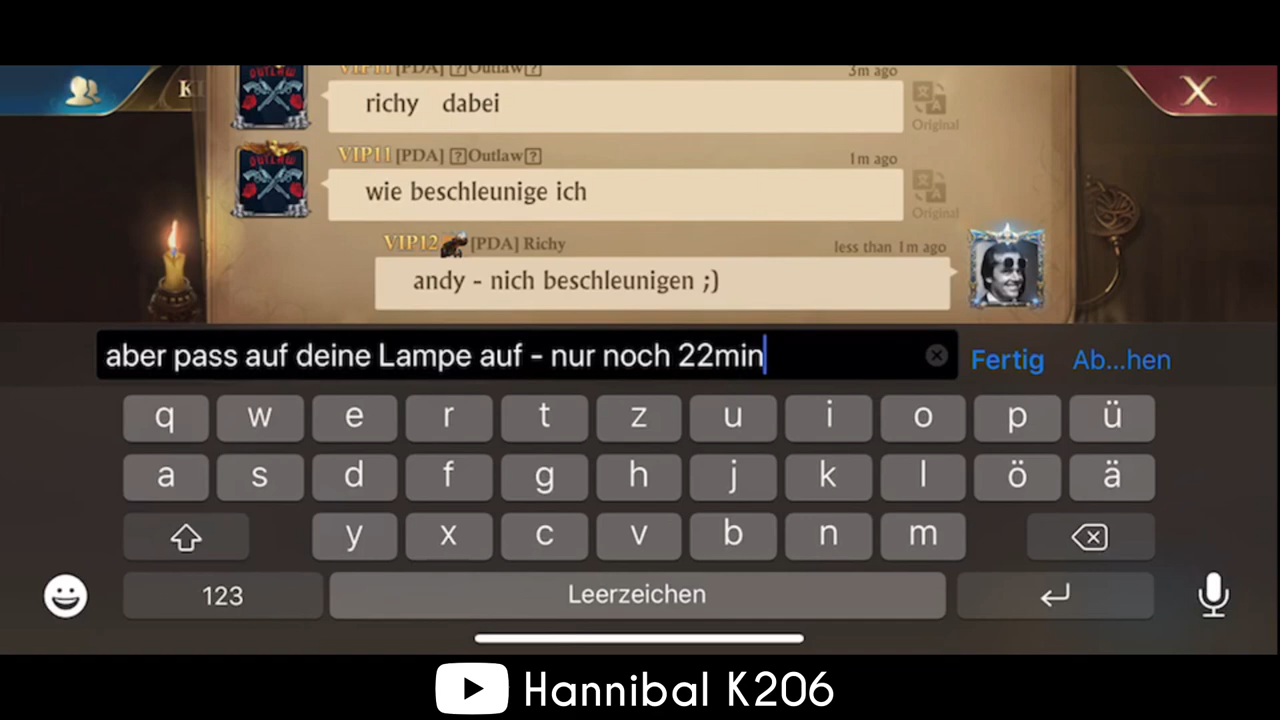 K
VIP11 [PDA] Outlaw 3m ago
richy dabei
Original
VIP11 [PDA] Outlaw 1m ago
wie beschleunige ich
Original
VIP12 [PDA] Richy less than 1m ago
andy - nich beschleunigen ;)
X
OUTLAW
OUTLAW
aber pass auf deine Lampe auf - nur noch 22min
Fertig Ab...hen
q w e r t z u i o p ü
a s d f g h j k l ö ä
y x c v b n m
123 Leerzeichen
Hannibal K206